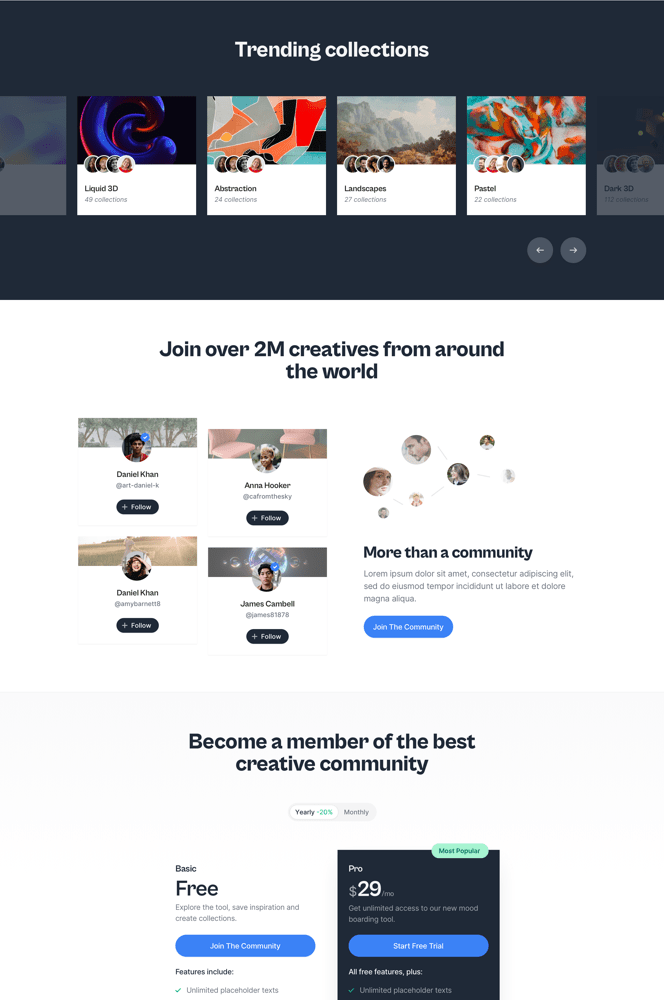 Trending collections
Liquid 3D
49 collections
Abstraction
24 collections
Landscapes
27 collections
Pastel
22 collections
Dark 3D
112 collections
Join over 2M creatives from around
the world
Daniel Khan
@art-daniel-k
+ Follow
Anna Hooker
@cafromthesky
+ Follow
Daniel Khan
@amybarnett8
+ Follow
James Cambell
@james81878
+ Follow
More than a community
Lorem ipsum dolor sit amet, consectetur adipiscing elit,
sed do eiusmod tempor incididunt ut labore et dolore
magna aliqua.
Join The Community
Become a member of the best
creative community
Yearly -20% Monthly
Basic
Free
Explore the tool, save inspiration and
create collections.
Join The Community
Features include:
Unlimited placeholder texts
Most Popular
Pro
$29/mo
Get unlimited access to our new mood
boarding tool.
Start Free Trial
All free features, plus:
Unlimited placeholder texts